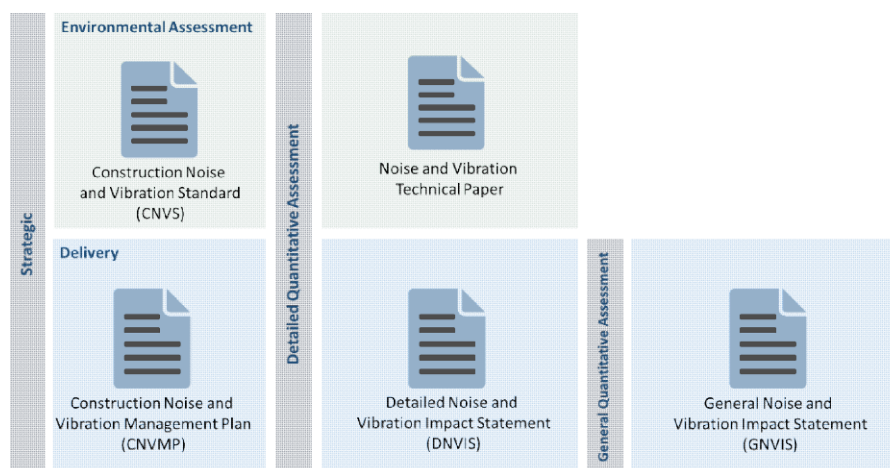 Strategic
Environmental Assessment
Construction Noise
and Vibration Standard
(CNVS)
Detailed Quantitative Assessment
Noise and Vibration
Technical Paper
Delivery
Construction Noise and
Vibration Management Plan
(CNVMP)
Detailed Noise and
Vibration Impact Statement
(DNVIS)
General Quantitative Assessment
General Noise and
Vibration Impact Statement
(GNVIS)